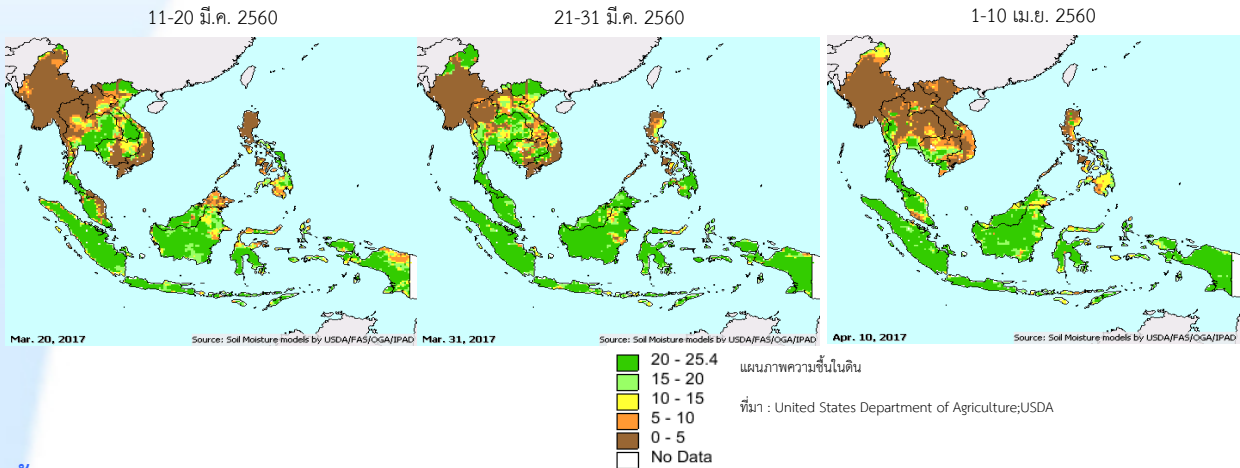 11-20 มี.ค. 2560
21-31 มี.ค. 2560
1-10 เม.ย. 2560
Mar. 20, 2017
Source: Soil Moisture models by USDA/FAS/OGA/IPAD
Mar. 31, 2017
Source: Soil Moisture models by USDA/FAS/OGA/IPAD
Apr. 10, 2017
Source: Soil Moisture models by USDA/FAS/OGA/IPAD
20 - 25.4
15 - 20
10 - 15
5 - 10
0 - 5
No Data
แผนภาพความชื้นในดิน
ที่มา : United States Department of Agriculture;USDA